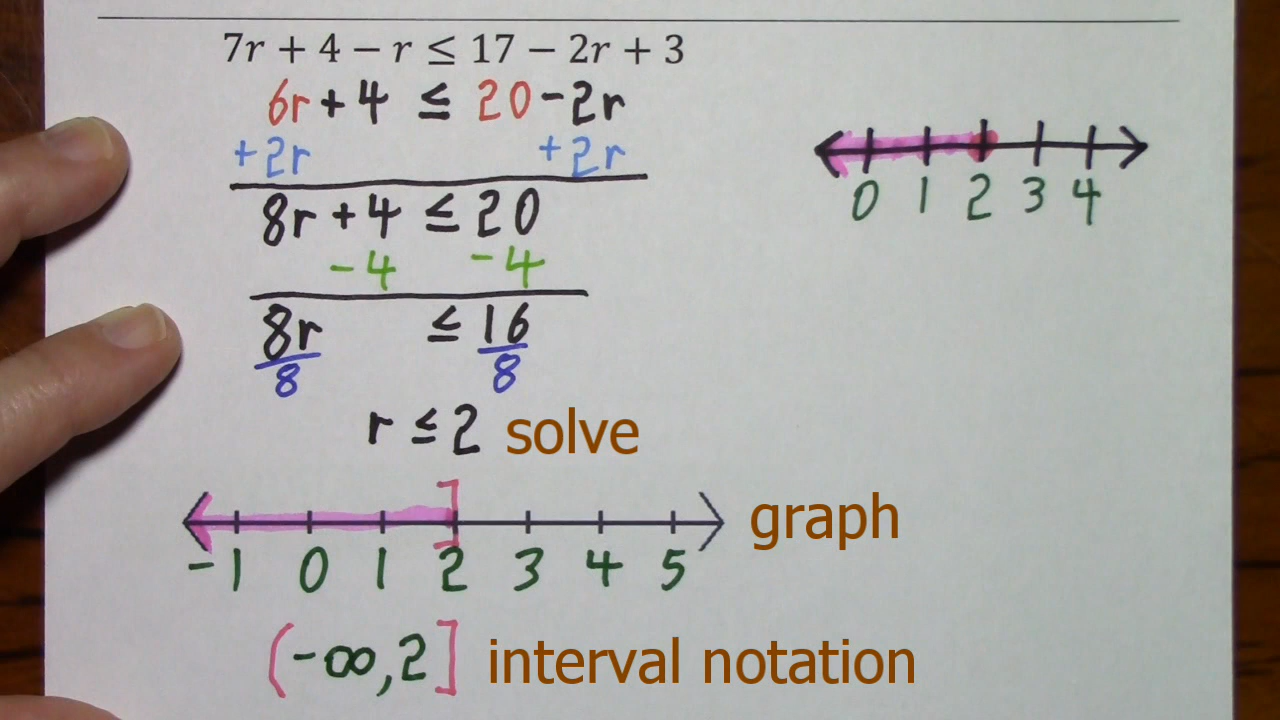 7r + 4 − r ≤ 17 − 2r + 3
6r + 4 ≤ 20 - 2r
+2r +2r
8r + 4 ≤ 20
-4 -4
8r ≤ 16
8 8
r ≤ 2 solve
-1 0 1 2 3 4 5 graph
(-∞, 2] interval notation
0 1 2 3 4